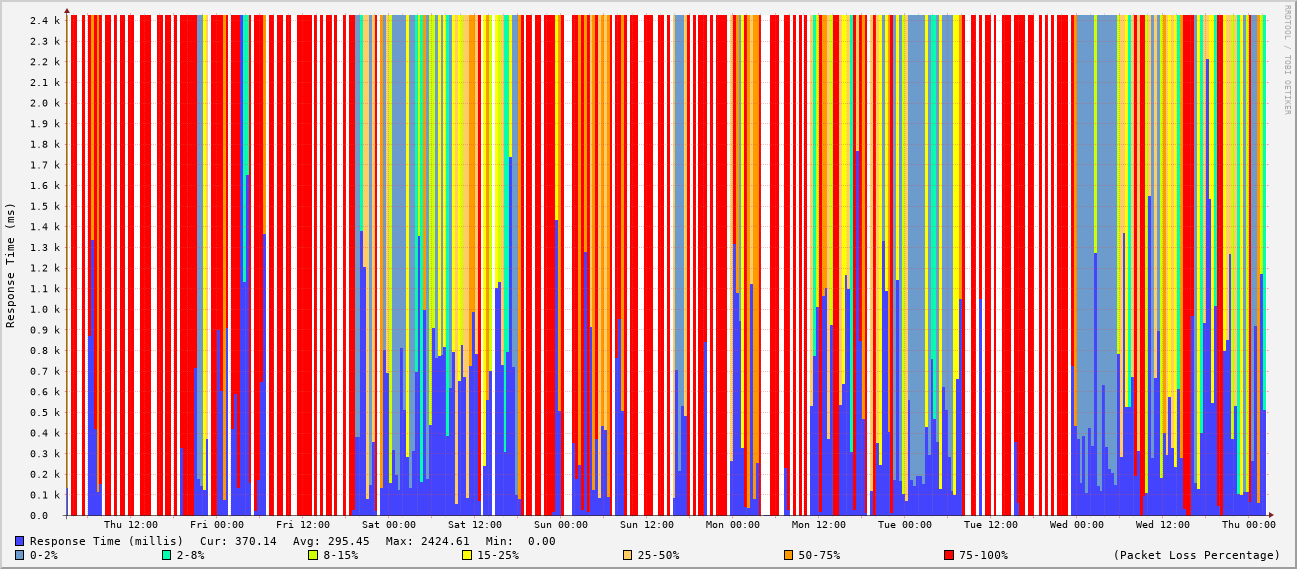 2.4 k
2.3 k
2.2 k
2.1 k
2.0 k
1.9 k
1.8 k
1.7 k
1.6 k
1.5 k
1.4 k
1.3 k
1.2 k
1.1 k
1.0 k
0.9 k
0.8 k
0.7 k
0.6 k
0.5 k
0.4 k
0.3 k
0.2 k
0.1 k
0.0
Response Time (ms)
RRDTOOL / TOBI OETIKER
Thu 12:00 Fri 00:00 Fri 12:00 Sat 00:00 Sat 12:00 Sun 00:00 Sun 12:00 Mon 00:00 Mon 12:00 Tue 00:00 Tue 12:00 Wed 00:00 Wed 12:00 Thu 00:00
Response Time (millis) Cur: 370.14 Avg: 295.45 Max: 2424.61 Min: 0.00
0-2% 2-8% 8-15% 15-25% 25-50% 50-75% 75-100% (Packet Loss Percentage)